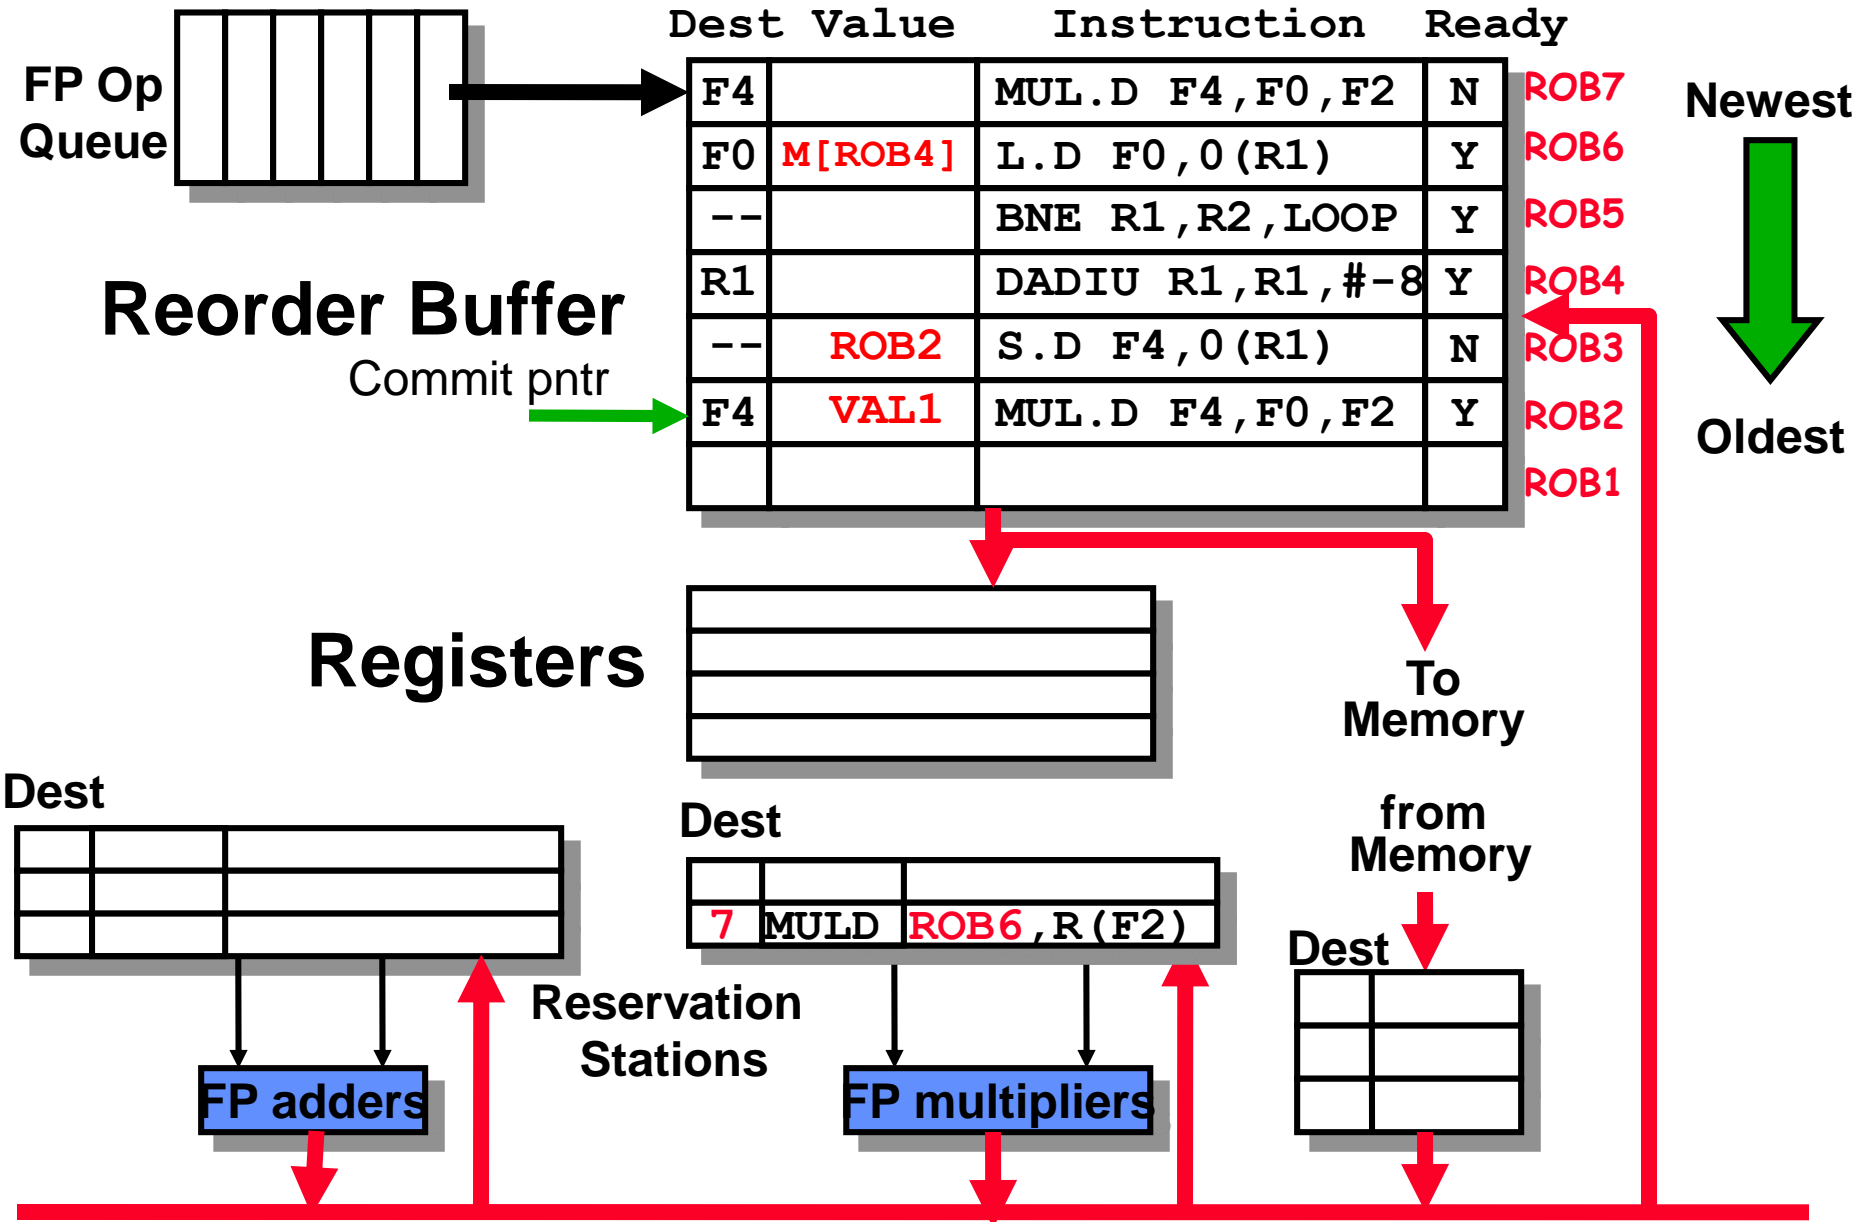 Dest Value Instruction Ready
FP Op
Queue
F4 MUL.D F4,F0,F2 N ROB7
F0 M[ROB4] L.D F0,0(R1) Y ROB6
-- BNE R1,R2,LOOP Y ROB5
R1 DADIU R1,R1,#-8 Y ROB4
-- ROB2 S.D F4,0(R1) N ROB3
F4 VAL1 MUL.D F4,F0,F2 Y ROB2
ROB1
Newest
Oldest
Reorder Buffer
Commit pntr
Registers
To
Memory
from
Memory
Dest
Dest
7 MULD ROB6,R(F2)
Dest
Reservation
Stations
FP adders
FP multipliers